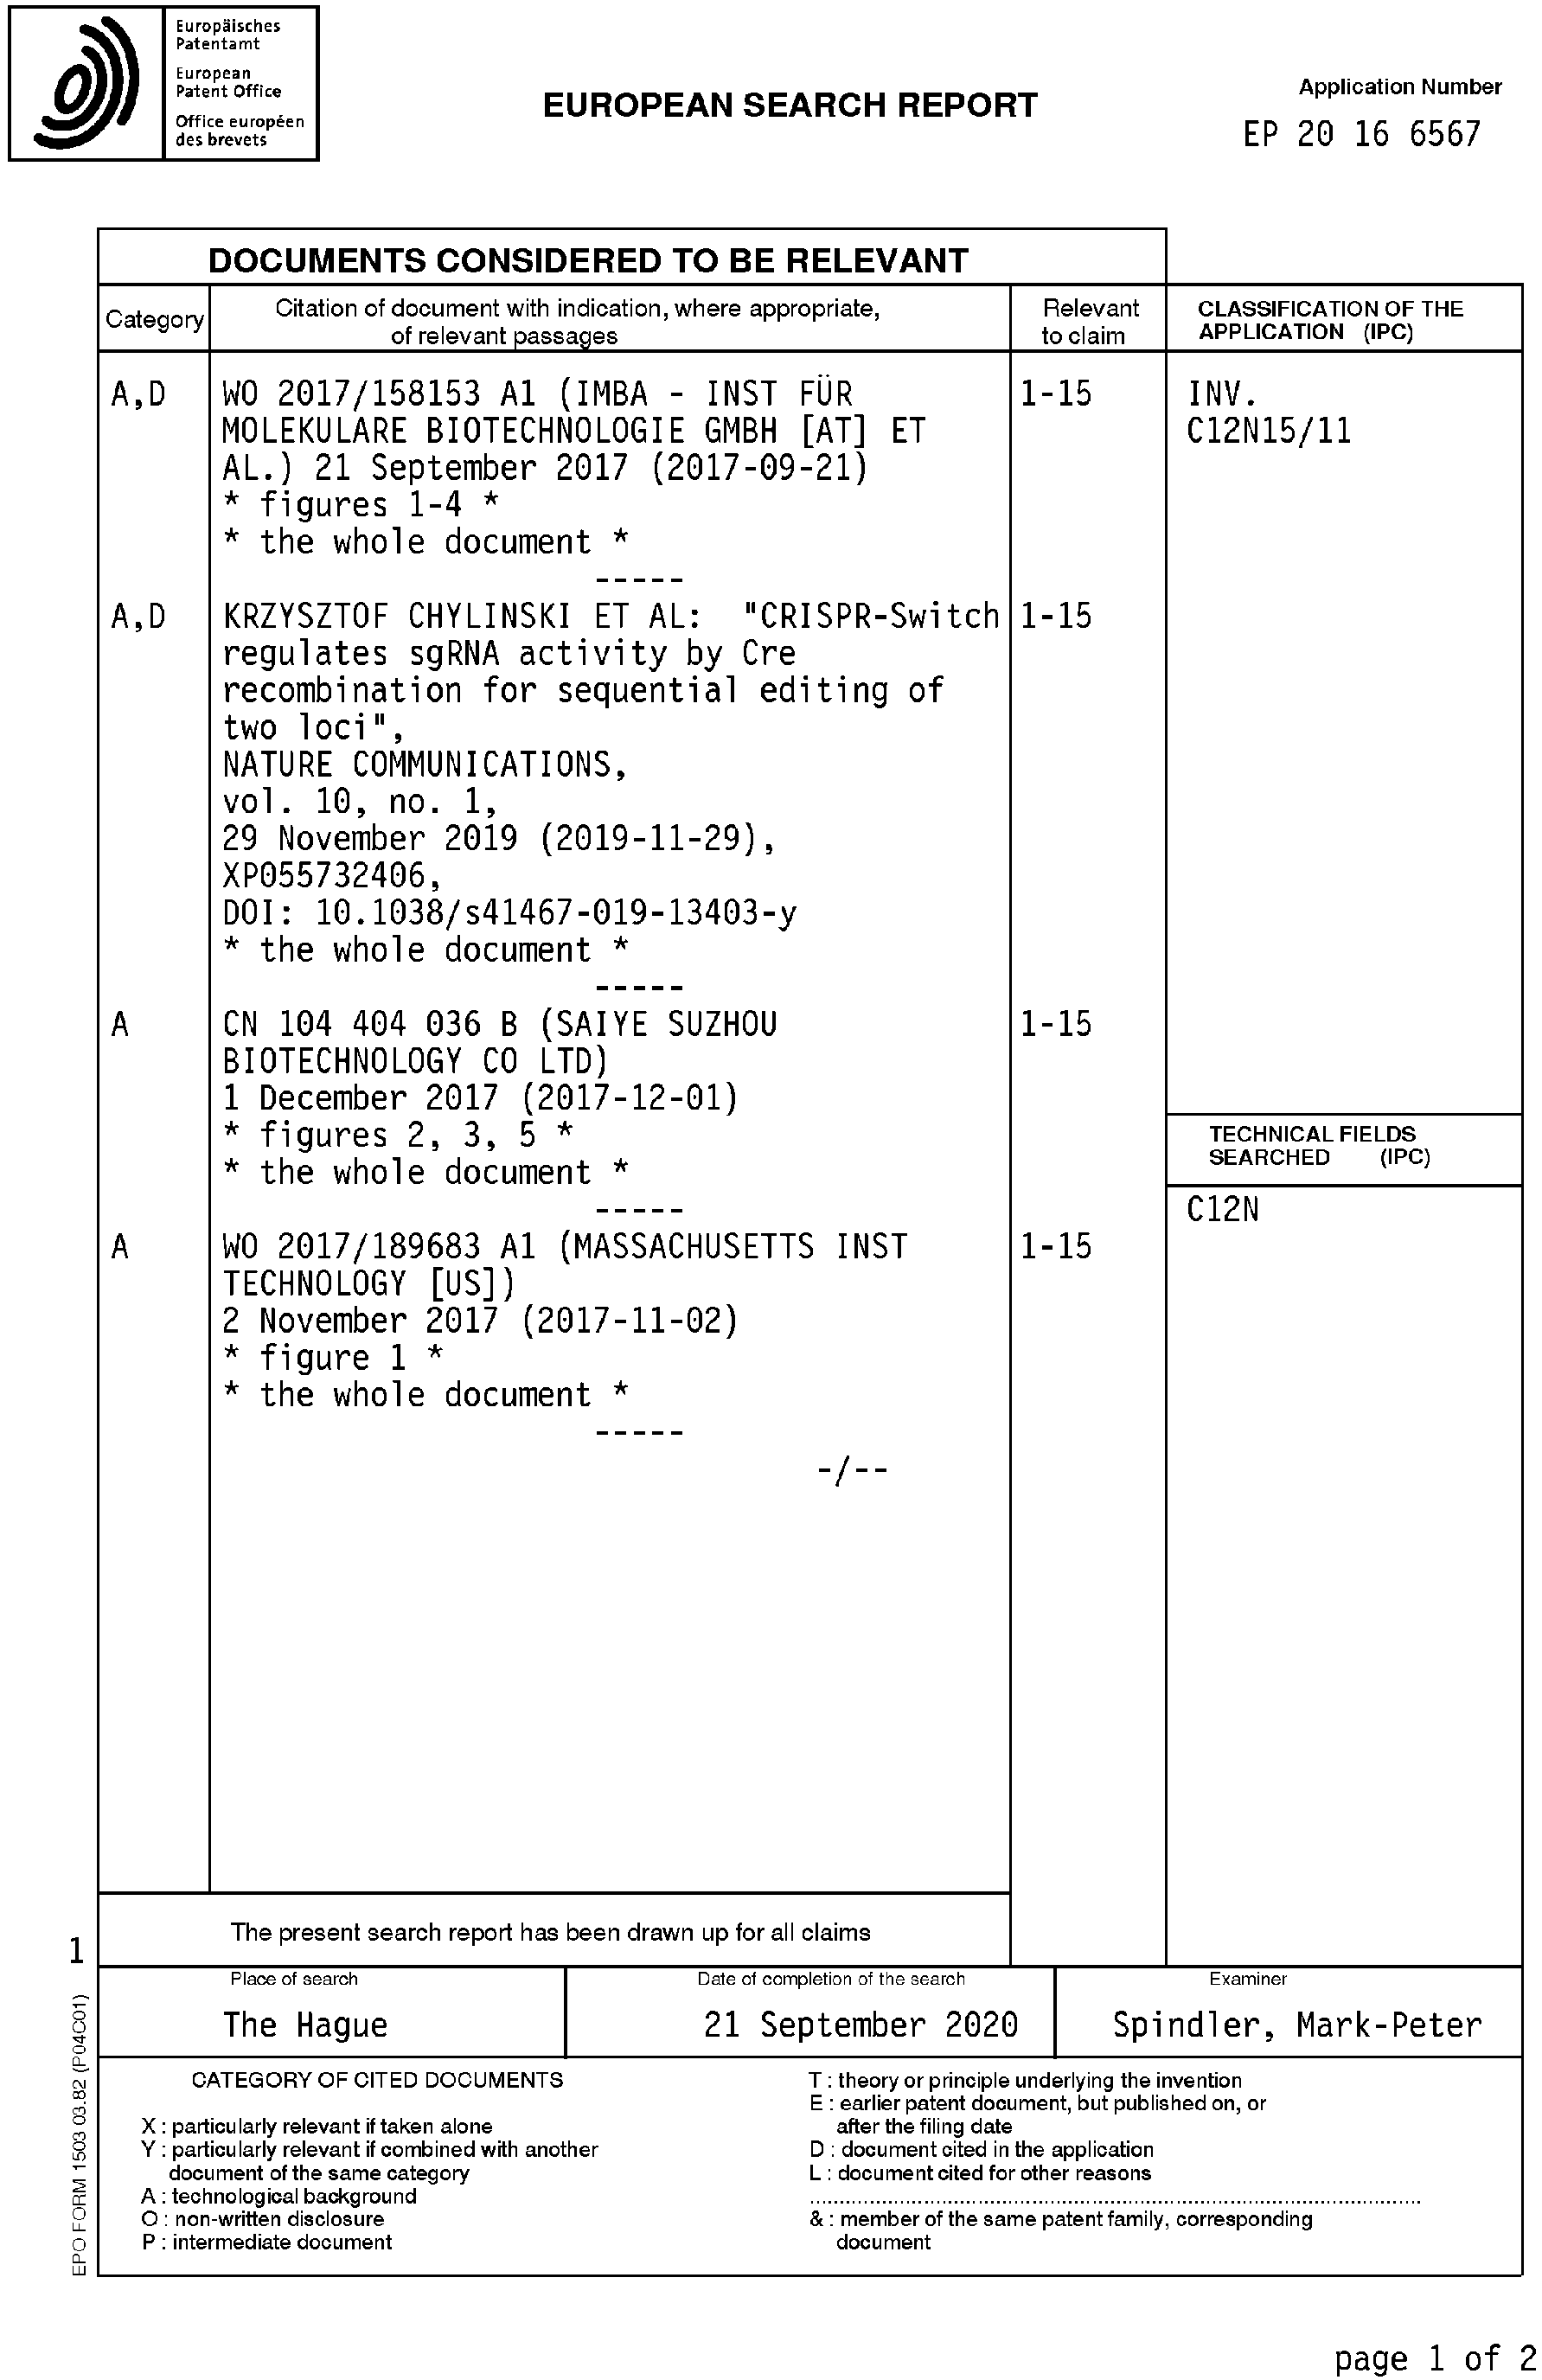 Europäisches
Patentamt
European
Patent Office
Office européen
des brevets
EUROPEAN SEARCH REPORT
Application Number
EP 20 16 6567
DOCUMENTS CONSIDERED TO BE RELEVANT
Category
Citation of document with indication, where appropriate,
of relevant passages
Relevant
to claim
CLASSIFICATION OF THE
APPLICATION (IPC)
A,D
WO 2017/158153 A1 (IMBA - INST FÜR
MOLEKULARE BIOTECHNOLOGIE GMBH [AT] ET
AL.) 21 September 2017 (2017-09-21)
* figures 1-4 *
* the whole document *
-----
1-15
INV.
C12N15/11
A,D
KRZYSZTOF CHYLINSKI ET AL: "CRISPR-Switch
regulates sgRNA activity by Cre
recombination for sequential editing of
two loci",
NATURE COMMUNICATIONS,
vol. 10, no. 1,
29 November 2019 (2019-11-29),
XP055732406,
DOI: 10.1038/s41467-019-13403-y
* the whole document *
-----
1-15
A
CN 104 404 036 B (SAIYE SUZHOU
BIOTECHNOLOGY CO LTD)
1 December 2017 (2017-12-01)
* figures 2, 3, 5 *
* the whole document *
-----
1-15
TECHNICAL FIELDS
SEARCHED (IPC)
C12N
A
WO 2017/189683 A1 (MASSACHUSETTS INST
TECHNOLOGY [US])
2 November 2017 (2017-11-02)
* figure 1 *
* the whole document *
-----
1-15
-/--
The present search report has been drawn up for all claims
1
Place of search
The Hague
Date of completion of the search
21 September 2020
Examiner
Spindler, Mark-Peter
CATEGORY OF CITED DOCUMENTS
X : particularly relevant if taken alone
Y : particularly relevant if combined with another
document of the same category
A : technological background
O : non-written disclosure
P : intermediate document
T : theory or principle underlying the invention
E : earlier patent document, but published on, or
after the filing date
D : document cited in the application
L : document cited for other reasons
& : member of the same patent family, corresponding
document
EPO FORM 1503 03.82 (P04C01)
page 1 of 2